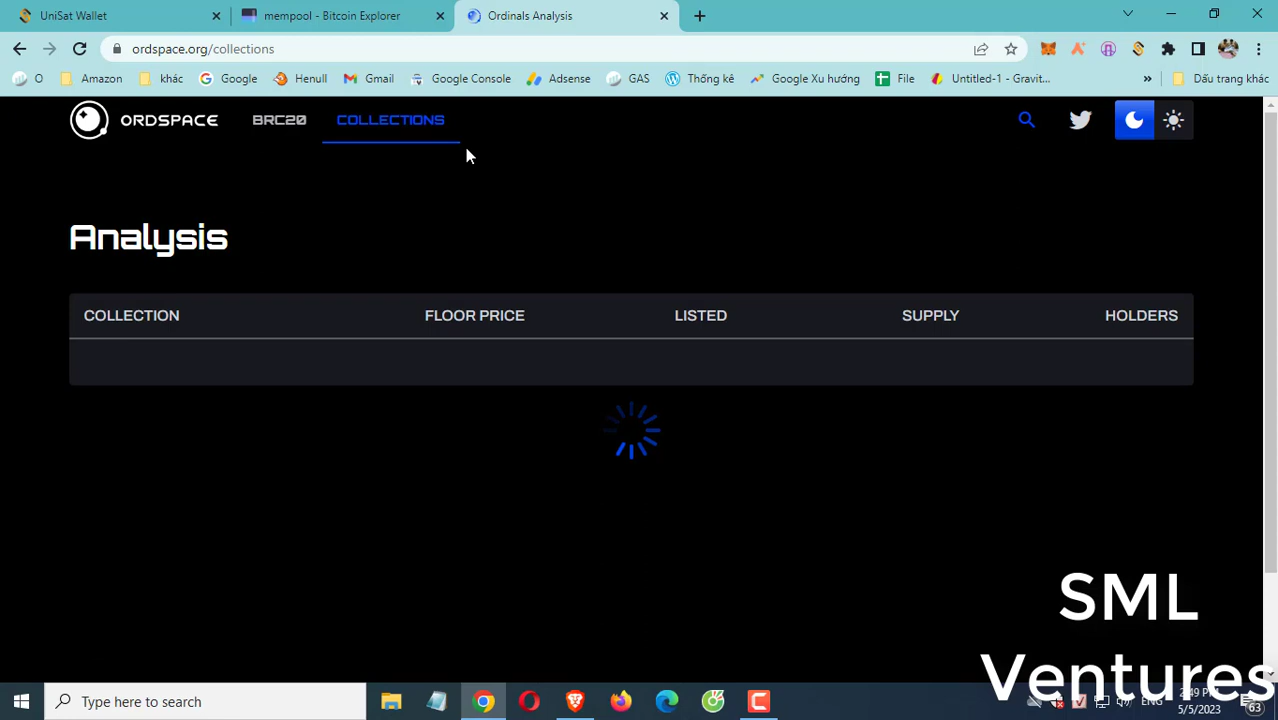 UniSat Wallet
mempool - Bitcoin Explorer
Ordinals Analysis
ordspace.org/collections
O
Amazon
khác
Google
Henull
Gmail
Google Console
Adsense
GAS
Thống kê
Google Xu hướng
File
Untitled-1 - Gravit...
»
Dấu trang khác
ORDSPACE
BRC20
COLLECTIONS
Analysis
COLLECTION FLOOR PRICE LISTED SUPPLY HOLDERS
SML
Ventures
Type here to search
ENG
5/5/2023
63